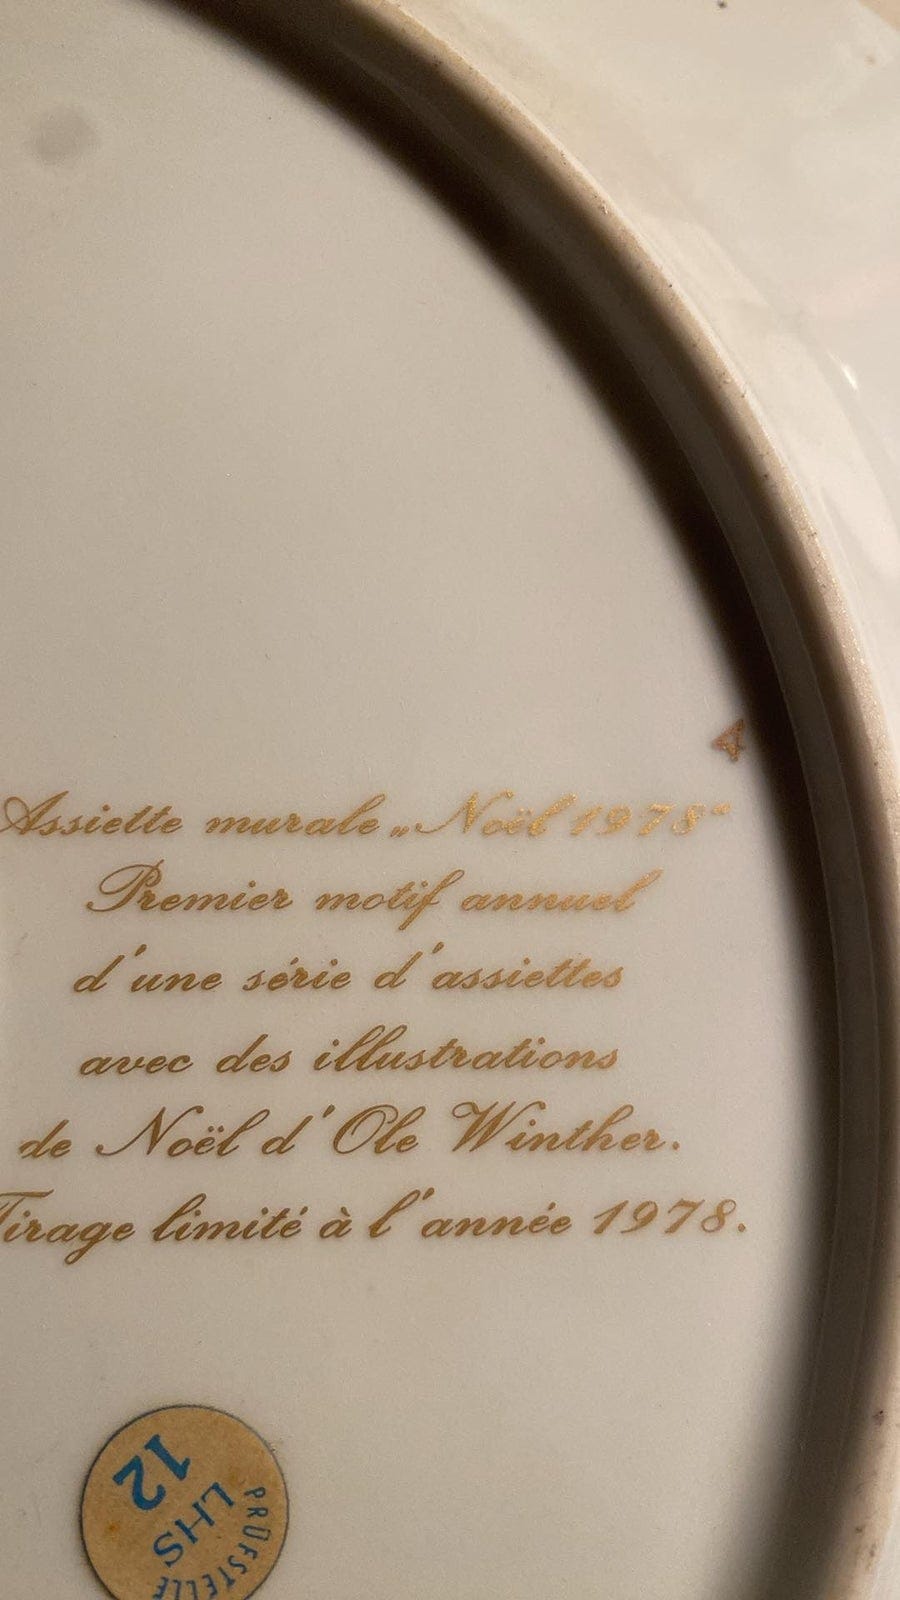 4
Assiette murale „Noël 1978“
Premier motif annuel
d'une série d'assiettes
avec des illustrations
de Noël d'Ole Winther.
Tirage limité à l'année 1978.
12
LHS
PRÜFSTELLE